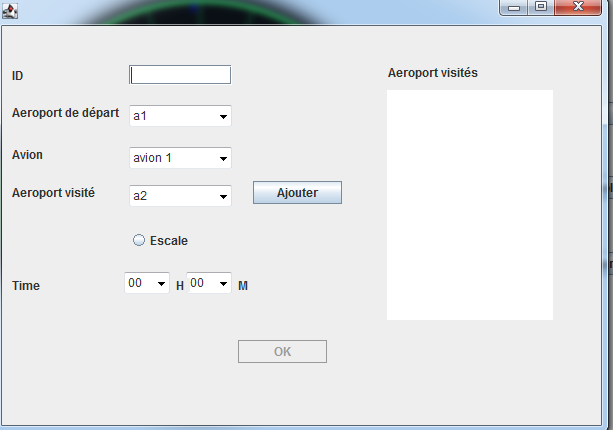 ID
Aeroport visités
Aeroport de départ
a1
Avion
avion 1
Aeroport visité
a2
Ajouter
Escale
Time
00 H 00 M
OK